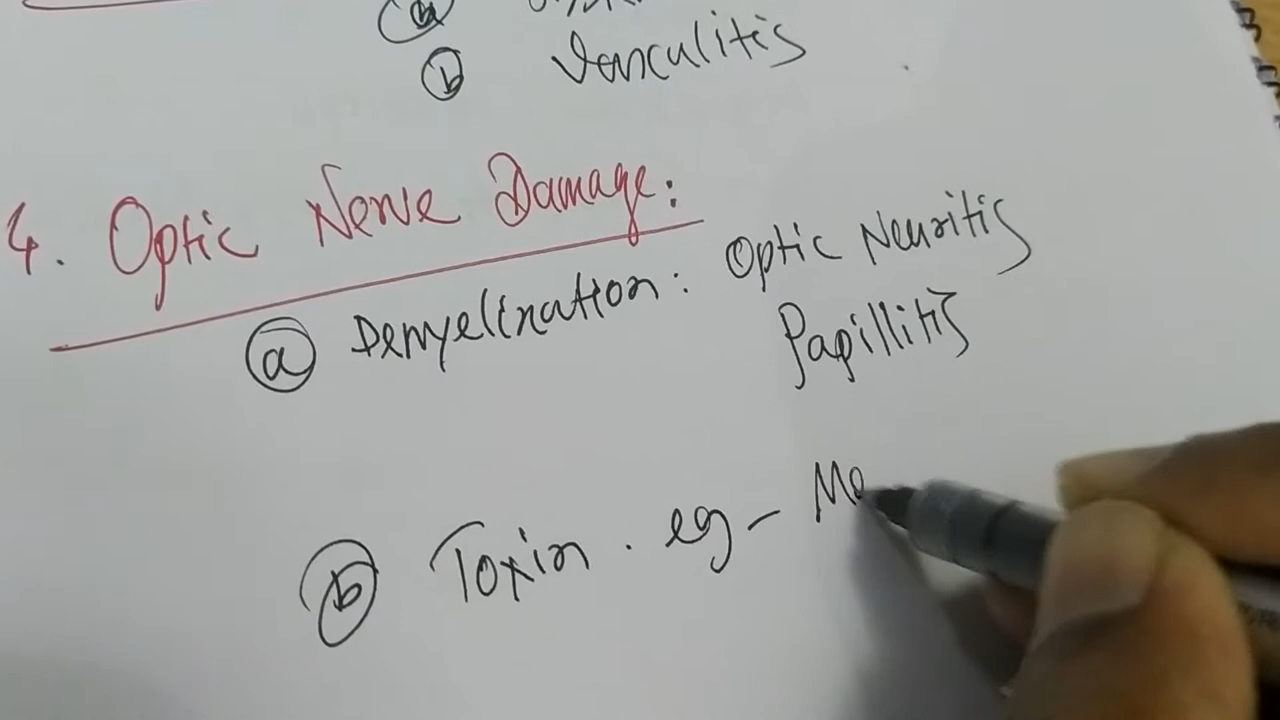 a
b Vasculitis
4. Optic Nerve Damage:
a Demyelination: Optic Neuritis
Papillitis
b Toxin. eg- Me